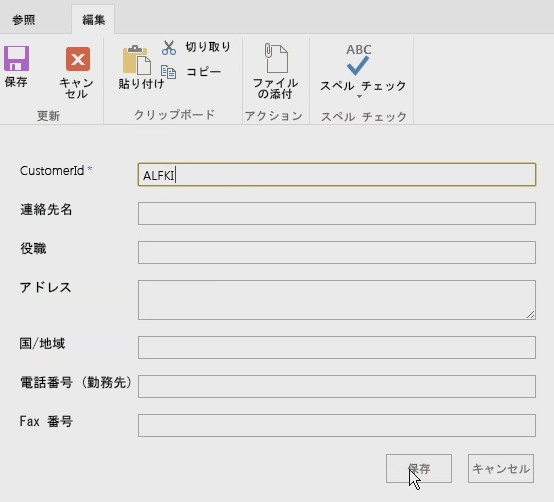 参照
編集
保存
キャン
セル
更新
貼り付け
切り取り
コピー
クリップボード
ファイル
の添付
アクション
ABC
スペル チェック
スペル チェック
CustomerId *
ALFKI
連絡先名
役職
アドレス
国/地域
電話番号 (勤務先)
Fax 番号
保存
キャンセル